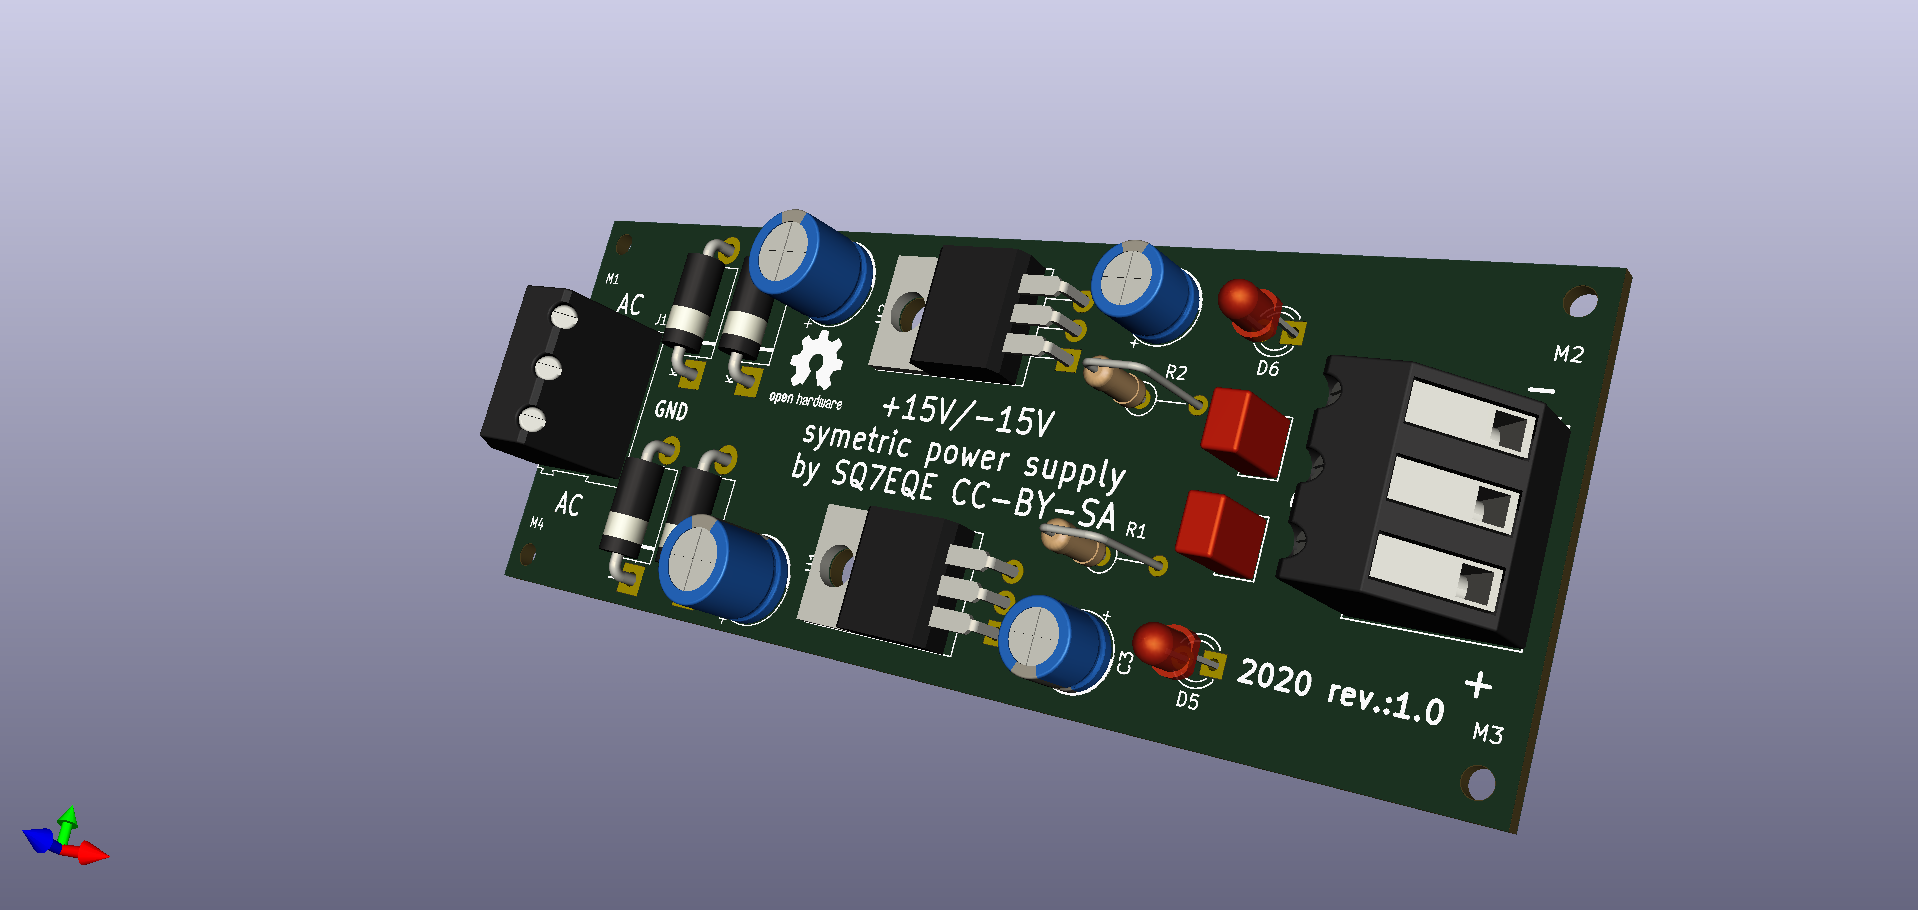 M1
AC
J1
GND
AC
M4
K
K
+
open hardware
+15V/-15V
symetric power supply
by SQ7EQE CC-BY-SA
+
R2
D6
M2
-
R1
+
C3
D5
2020 rev.:1.0
+
M3